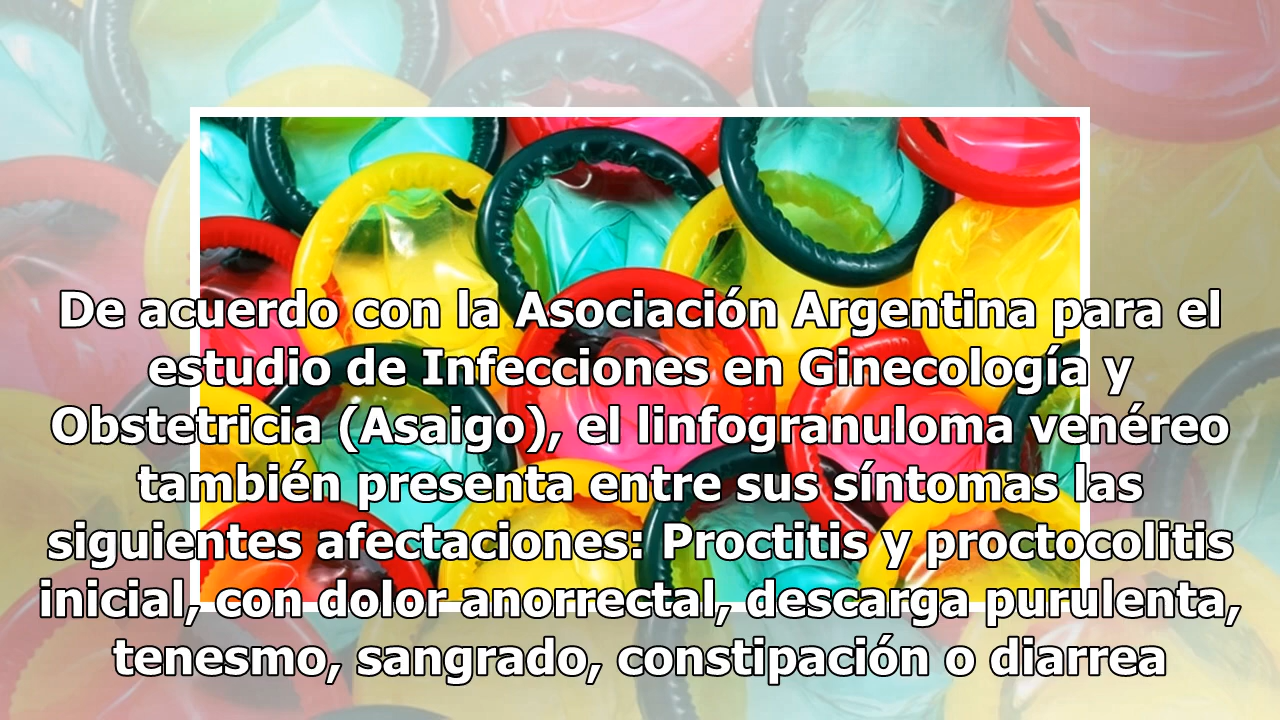 De acuerdo con la Asociación Argentina para el
estudio de Infecciones en Ginecología y
Obstetricia (Asaigo), el linfogranuloma venéreo
también presenta entre sus síntomas las
siguientes afectaciones: Proctitis y proctocolitis
inicial, con dolor anorrectal, descarga purulenta,
tenesmo, sangrado, constipación o diarrea